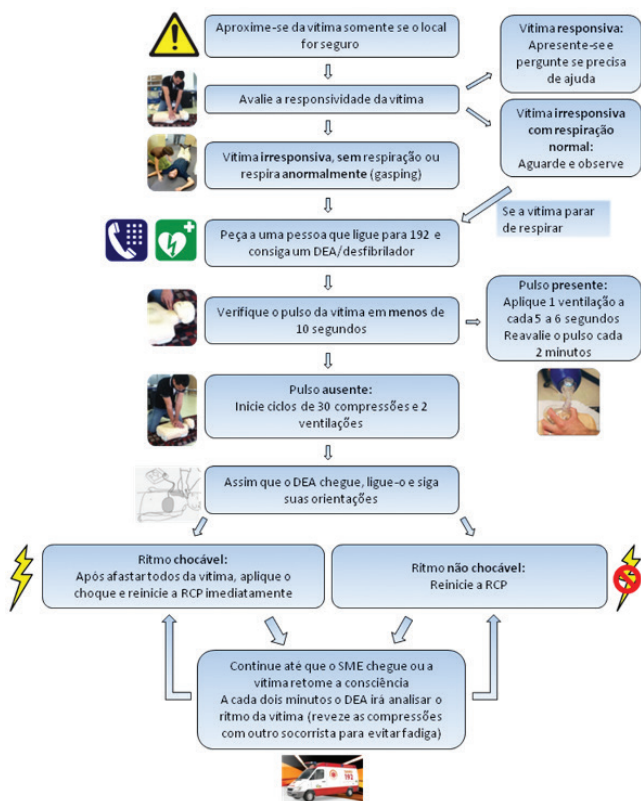 Aproxime-se da vítima somente se o local
for seguro
Vítima responsiva:
Apresente-se e
pergunte se precisa
de ajuda
Avalie a responsividade da vítima
Vítima irresponsiva
com respiração
normal:
Aguarde e observe
Vítima irresponsiva, sem respiração ou
respira anormalmente (gasping)
Se a vítima parar
de respirar
Peça a uma pessoa que ligue para 192 e
consiga um DEA/desfibrilador
Verifique o pulso da vítima em menos de
10 segundos
Pulso presente:
Aplique 1 ventilação a
cada 5 a 6 segundos
Reavalie o pulso cada
2 minutos
Pulso ausente:
Inicie ciclos de 30 compressões e 2
ventilações
Assim que o DEA chegue, ligue-o e siga
suas orientações
Ritmo chocável:
Após afastar todos da vítima, aplique o
choque e reinicie a RCP imediatamente
Ritmo não chocável:
Reinicie a RCP
Continue até que o SME chegue ou a
vítima retome a consciência
A cada dois minutos o DEA irá analisar o
ritmo da vítima (reveze as compressões
com outro socorrista para evitar fadiga)
192